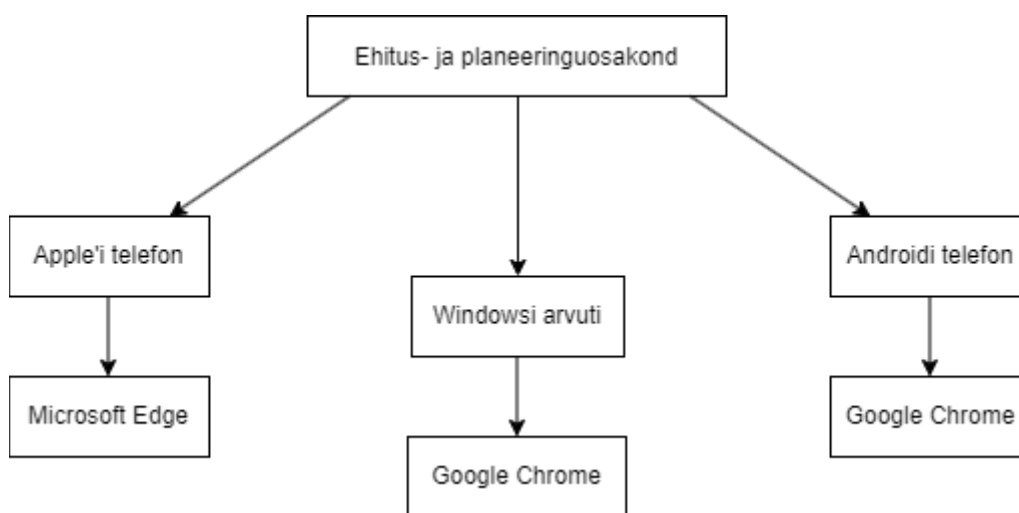 Ehitus- ja planeeringuosakond
Apple'i telefon
Androidi telefon
Windowsi arvuti
Microsoft Edge
Google Chrome
Google Chrome